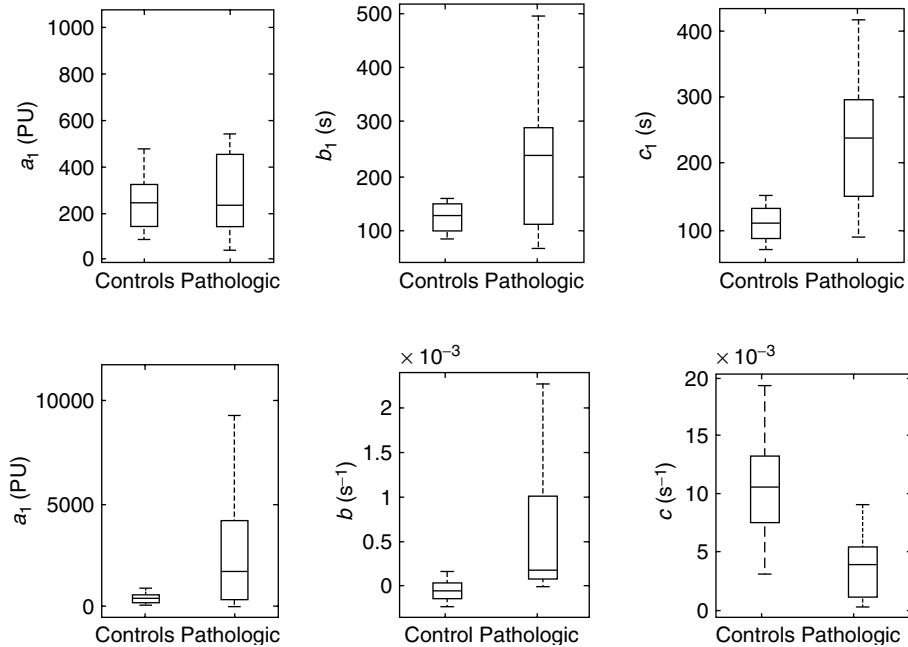 a₁ (PU)
1000
800
600
400
200
0
Controls Pathologic
b₁ (s)
500
400
300
200
100
Controls Pathologic
c₁ (s)
400
300
200
100
Controls Pathologic
a₁ (PU)
10000
5000
0
Controls Pathologic
× 10⁻³
b (s⁻¹)
2
1.5
1
0.5
0
Control Pathologic
× 10⁻³
c (s⁻¹)
20
15
10
5
0
Controls Pathologic